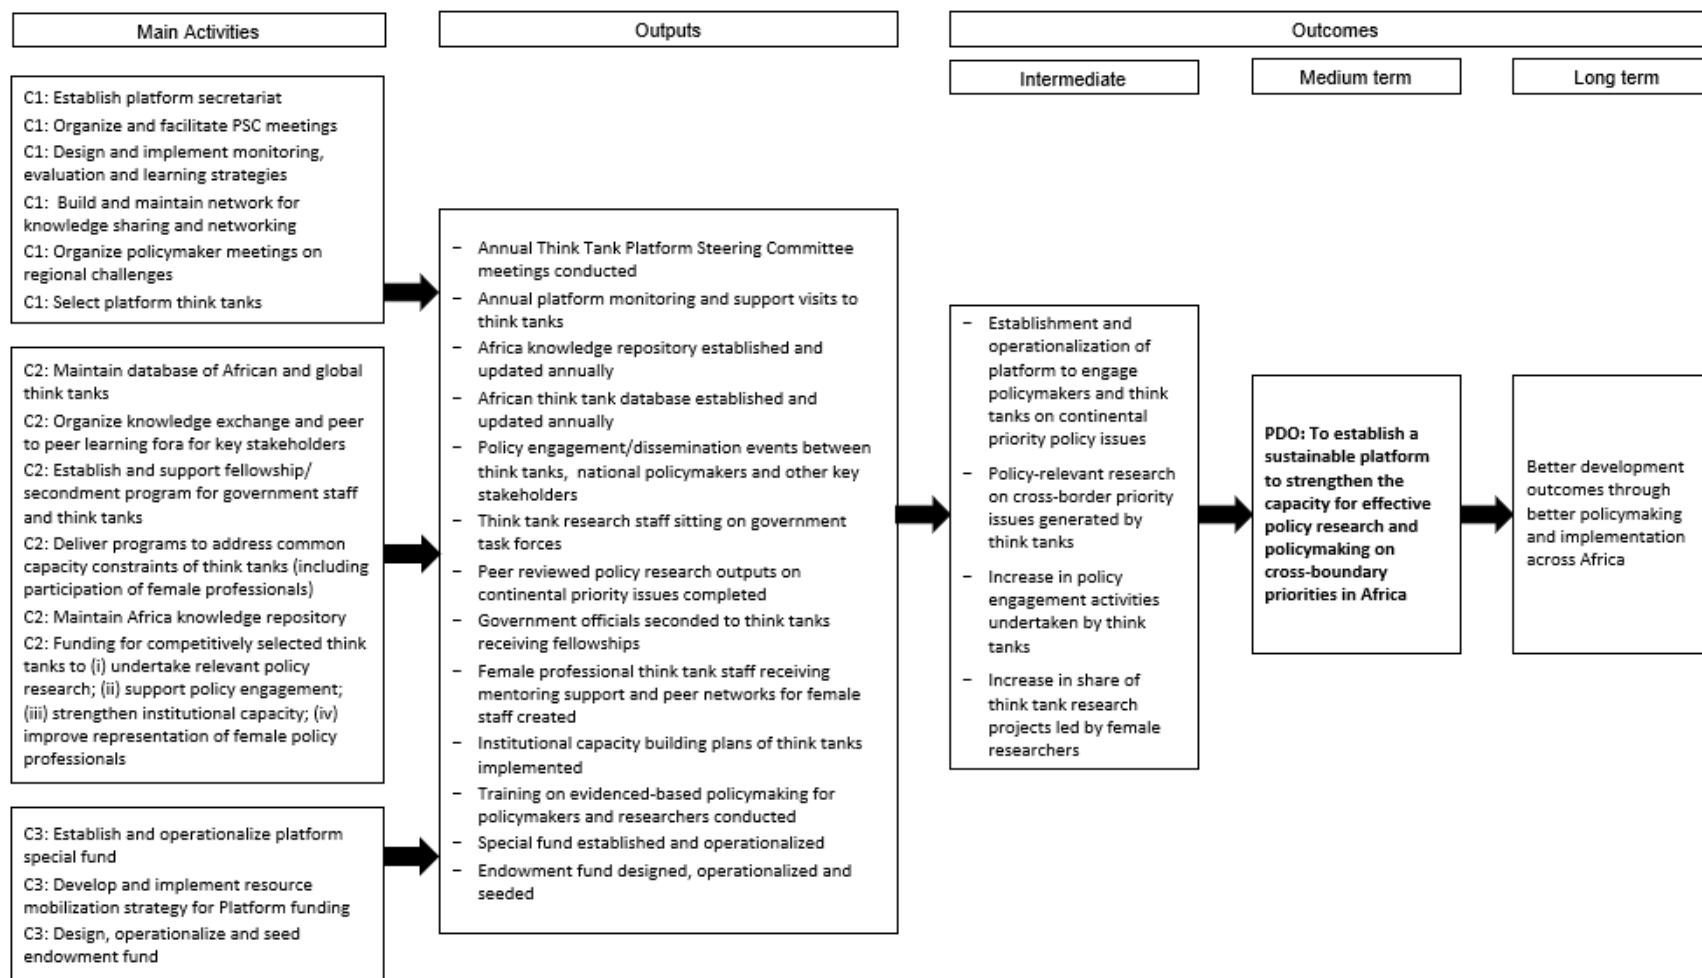 Main Activities
Outputs
Outcomes
Intermediate
Medium term
Long term
C1: Establish platform secretariat
C1: Organize and facilitate PSC meetings
C1: Design and implement monitoring,
evaluation and learning strategies
C1:  Build and maintain network for
knowledge sharing and networking
C1: Organize policymaker meetings on
regional challenges
C1: Select platform think tanks
C2: Maintain database of African and global
think tanks
C2: Organize knowledge exchange and peer
to peer learning fora for key stakeholders
C2: Establish and support fellowship/
secondment program for government staff
and think tanks
C2: Deliver programs to address common
capacity constraints of think tanks (including
participation of female professionals)
C2: Maintain Africa knowledge repository
C2: Funding for competitively selected think
tanks to (i) undertake relevant policy
research; (ii) support policy engagement;
(iii) strengthen institutional capacity; (iv)
improve representation of female policy
professionals
C3: Establish and operationalize platform
special fund
C3: Develop and implement resource
mobilization strategy for Platform funding
C3: Design, operationalize and seed
endowment fund
– Annual Think Tank Platform Steering Committee
meetings conducted
– Annual platform monitoring and support visits to
think tanks
– Africa knowledge repository established and
updated annually
– African think tank database established and
updated annually
– Policy engagement/dissemination events between
think tanks,  national policymakers and other key
stakeholders
– Think tank research staff sitting on government
task forces
– Peer reviewed policy research outputs on
continental priority issues completed
– Government officials seconded to think tanks
receiving fellowships
– Female professional think tank staff receiving
mentoring support and peer networks for female
staff created
– Institutional capacity building plans of think tanks
implemented
– Training on evidenced-based policymaking for
policymakers and researchers conducted
– Special fund established and operationalized
– Endowment fund designed, operationalized and
seeded
– Establishment and
operationalization of
platform to engage
policymakers and think
tanks on continental
priority policy issues
– Policy-relevant research
on cross-border priority
issues generated by
think tanks
– Increase in policy
engagement activities
undertaken by think
tanks
– Increase in share of
think tank research
projects led by female
researchers
PDO: To establish a
sustainable platform
to strengthen the
capacity for effective
policy research and
policymaking on
cross-boundary
priorities in Africa
Better development
outcomes through
better policymaking
and implementation
across Africa